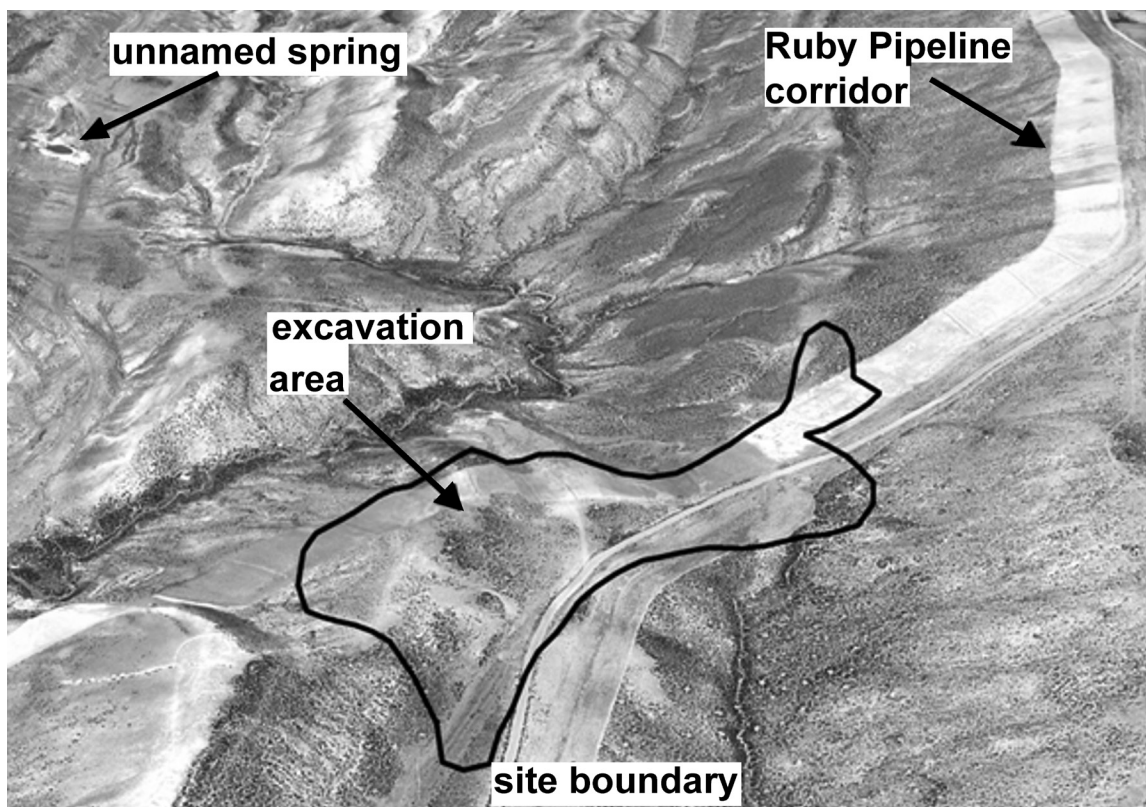 unnamed spring
Ruby Pipeline
corridor
excavation
area
site boundary